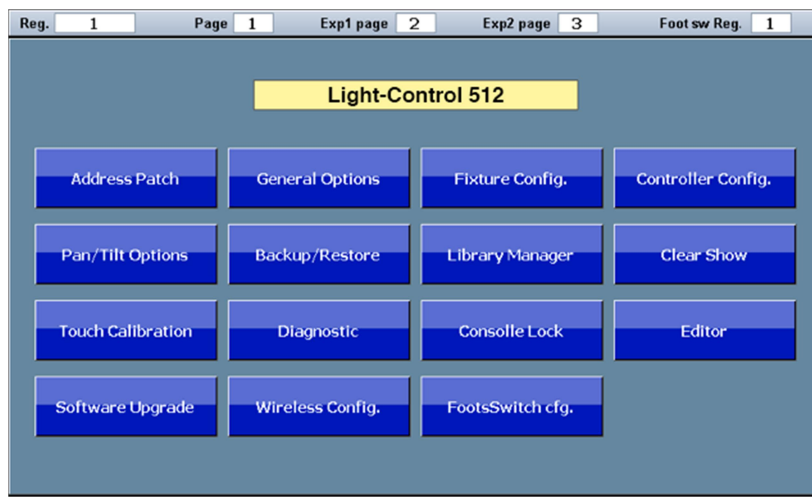 Reg. 1 Page 1 Exp1 page 2 Exp2 page 3 Foot sw Reg. 1
Light-Control 512
Address Patch General Options Fixture Config. Controller Config.
Pan/Tilt Options Backup/Restore Library Manager Clear Show
Touch Calibration Diagnostic Consolle Lock Editor
Software Upgrade Wireless Config. FootsSwitch cfg.